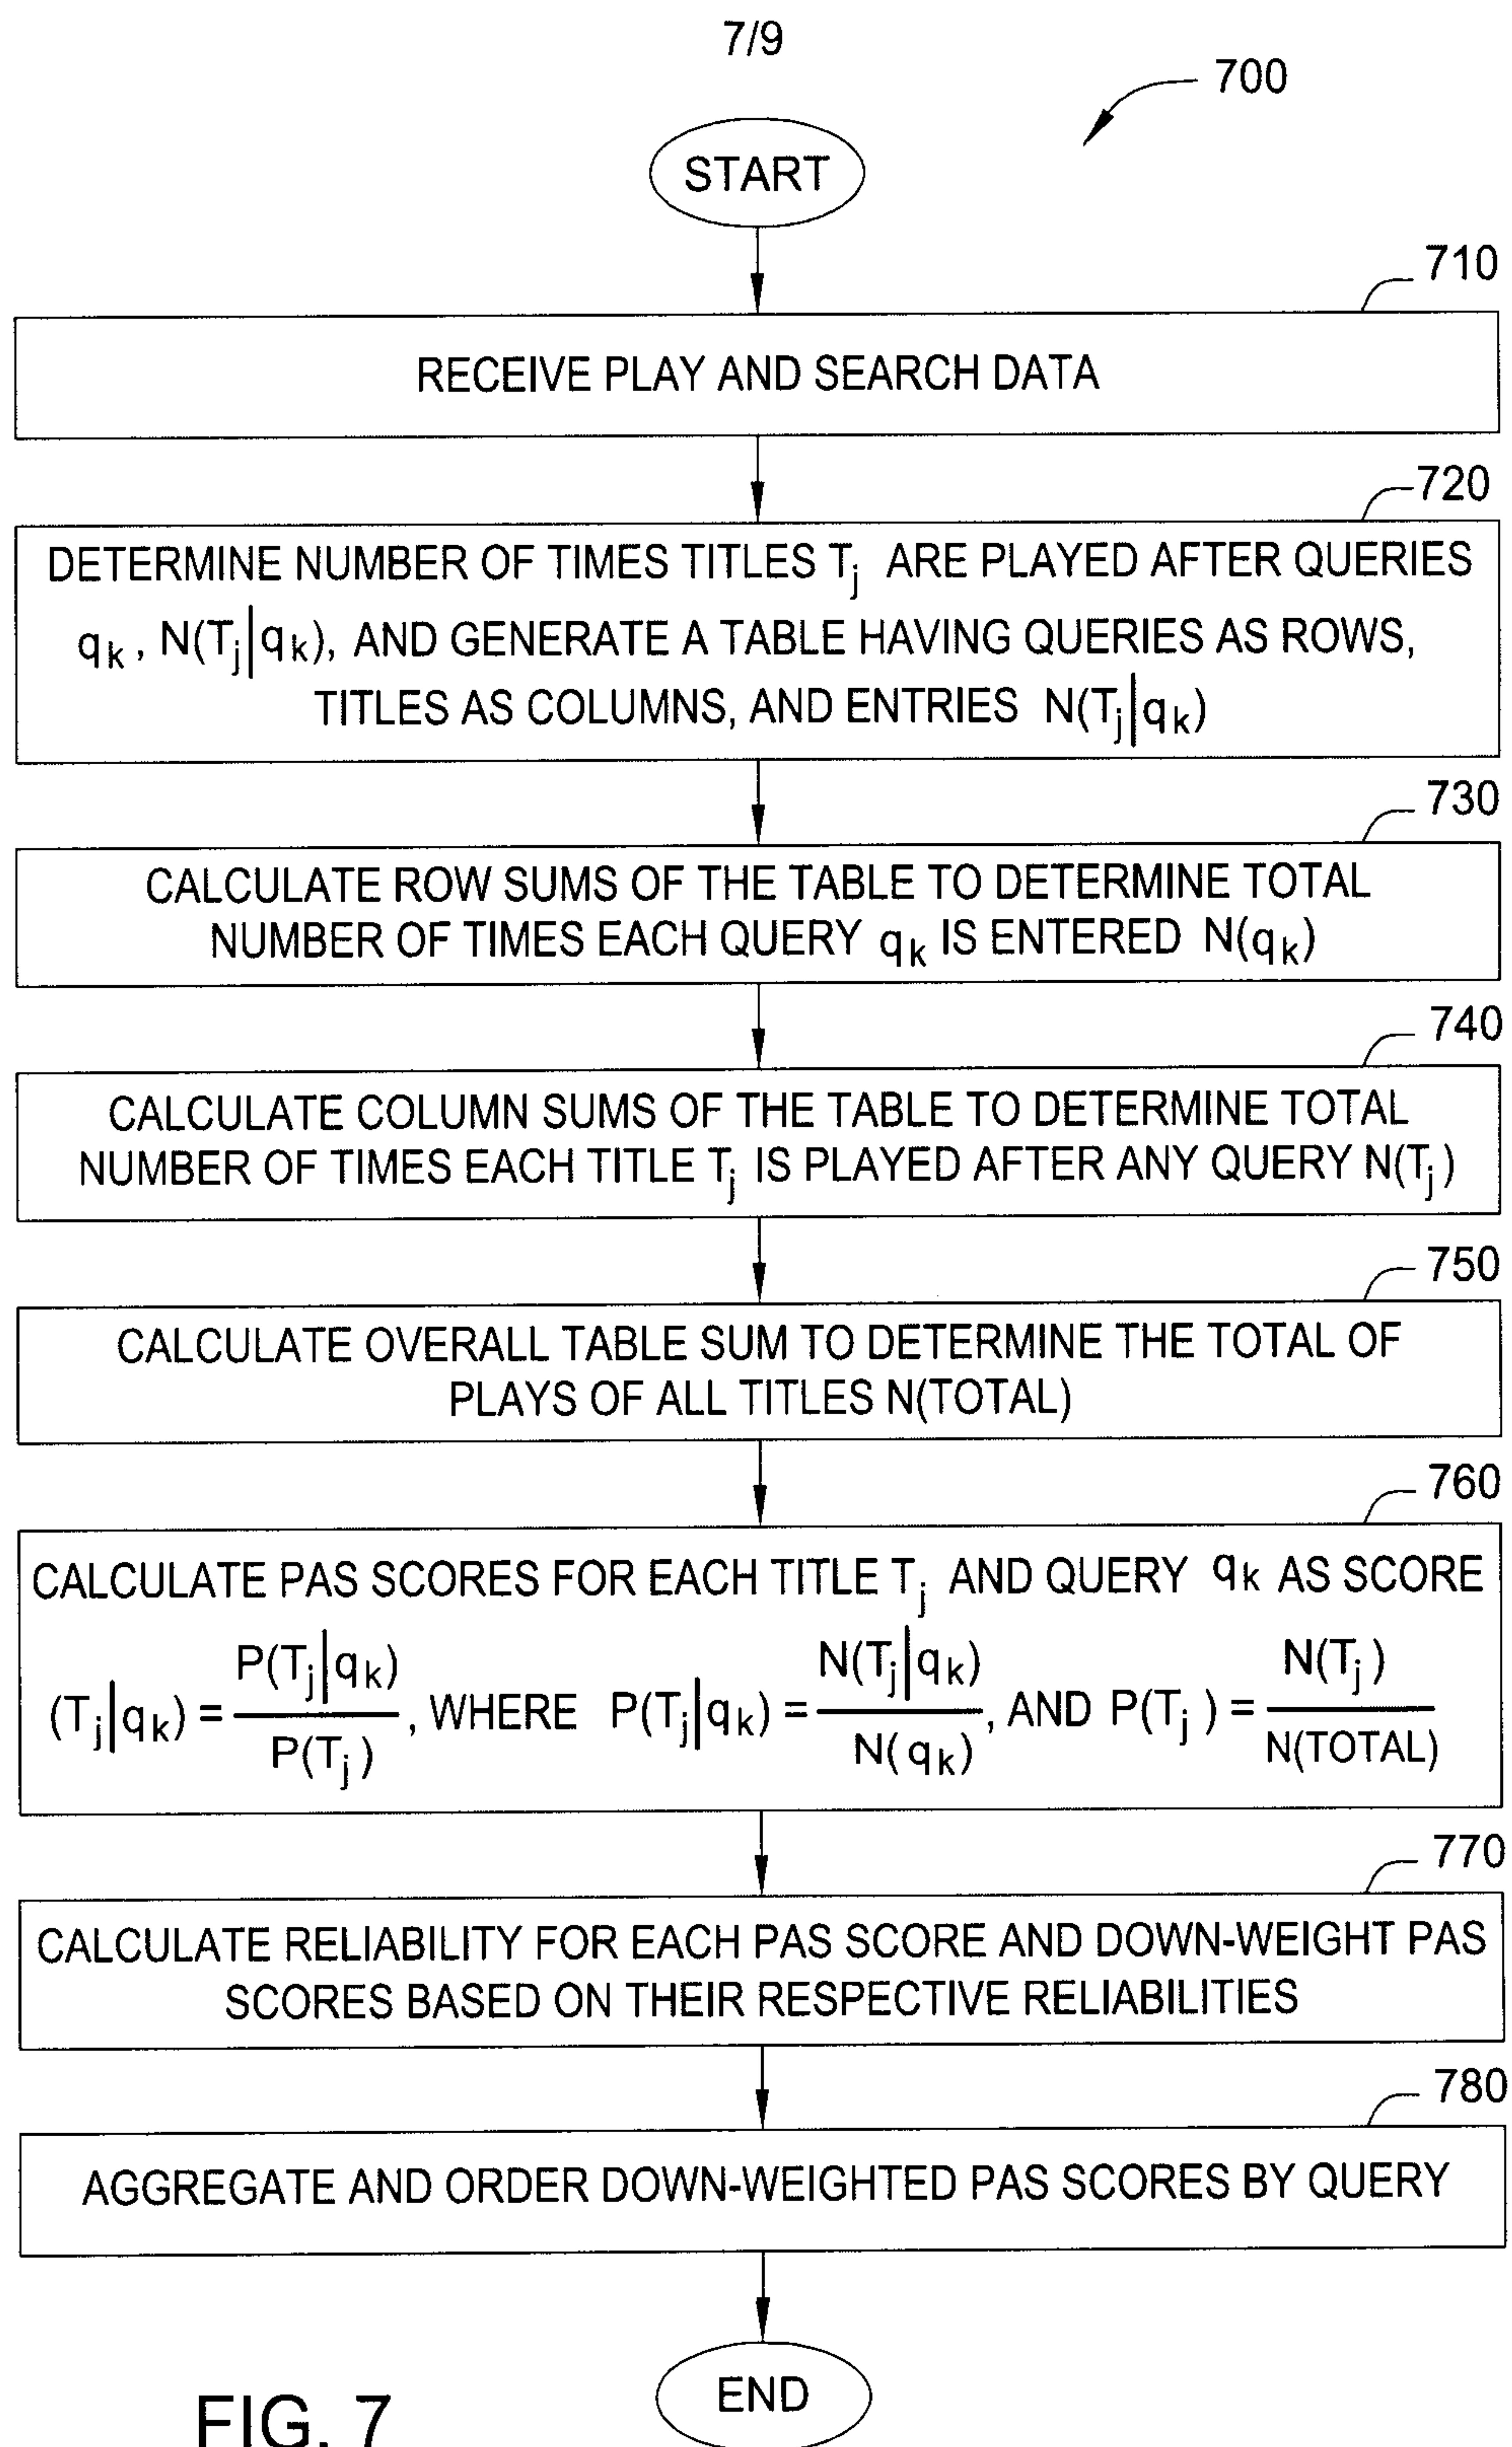 7/9
700
START
710
RECEIVE PLAY AND SEARCH DATA
720
DETERMINE NUMBER OF TIMES TITLES Tj ARE PLAYED AFTER QUERIES
qk, N(Tj|qk), AND GENERATE A TABLE HAVING QUERIES AS ROWS,
TITLES AS COLUMNS, AND ENTRIES N(Tj|qk)
730
CALCULATE ROW SUMS OF THE TABLE TO DETERMINE TOTAL
NUMBER OF TIMES EACH QUERY qk IS ENTERED N(qk)
740
CALCULATE COLUMN SUMS OF THE TABLE TO DETERMINE TOTAL
NUMBER OF TIMES EACH TITLE Tj IS PLAYED AFTER ANY QUERY N(Tj)
750
CALCULATE OVERALL TABLE SUM TO DETERMINE THE TOTAL OF
PLAYS OF ALL TITLES N(TOTAL)
760
CALCULATE PAS SCORES FOR EACH TITLE Tj AND QUERY qk AS SCORE
(Tj|qk) = P(Tj|qk) / P(Tj), WHERE P(Tj|qk) = N(Tj|qk) / N(qk), AND P(Tj) = N(Tj) / N(TOTAL)
770
CALCULATE RELIABILITY FOR EACH PAS SCORE AND DOWN-WEIGHT PAS
SCORES BASED ON THEIR RESPECTIVE RELIABILITIES
780
AGGREGATE AND ORDER DOWN-WEIGHTED PAS SCORES BY QUERY
END
FIG. 7